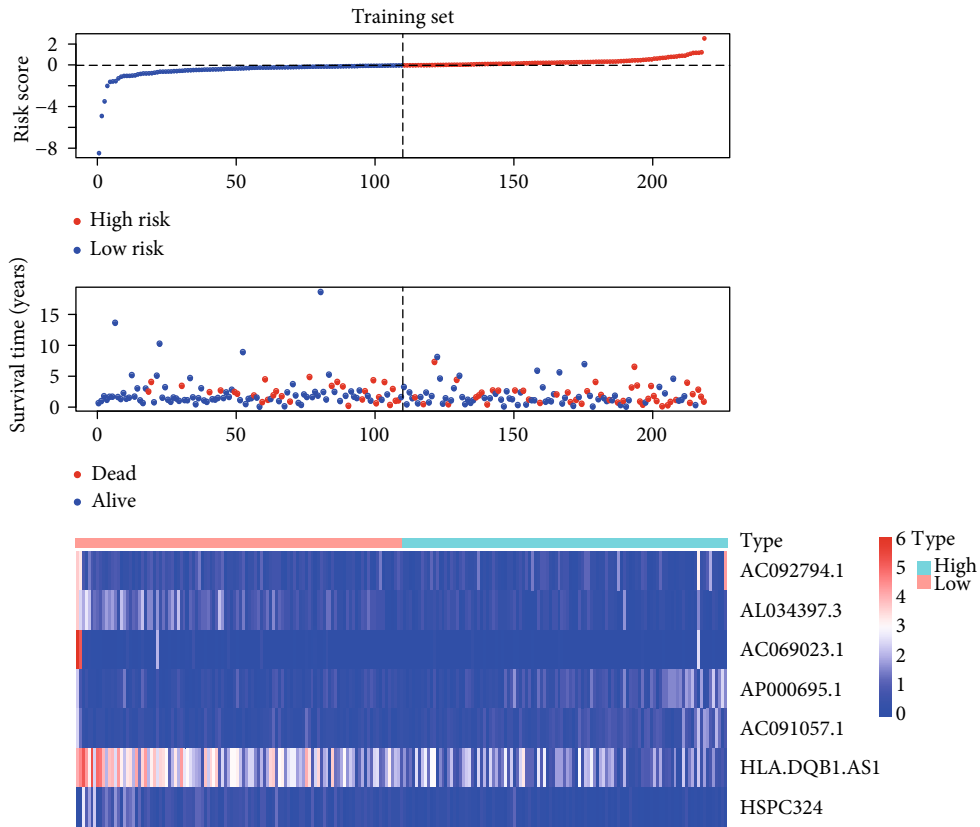 Training set
Risk score
2
0
−4
−8
0 50 100 150 200
High risk
Low risk
Survival time (years)
15
10
5
0
0 50 100 150 200
Dead
Alive
Type
AC092794.1
AL034397.3
AC069023.1
AP000695.1
AC091057.1
HLA.DQB1.AS1
HSPC324
6
5
4
3
2
1
0
Type
High
Low